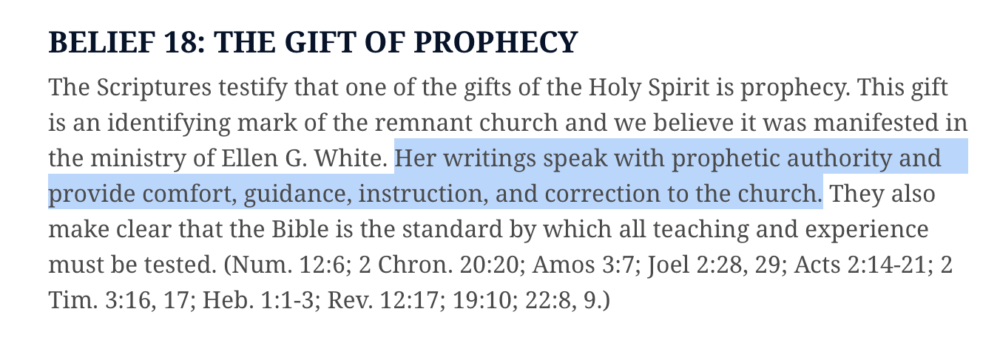 BELIEF 18: THE GIFT OF PROPHECY
The Scriptures testify that one of the gifts of the Holy Spirit is prophecy. This gift
is an identifying mark of the remnant church and we believe it was manifested in
the ministry of Ellen G. White. Her writings speak with prophetic authority and
provide comfort, guidance, instruction, and correction to the church. They also
make clear that the Bible is the standard by which all teaching and experience
must be tested. (Num. 12:6; 2 Chron. 20:20; Amos 3:7; Joel 2:28, 29; Acts 2:14-21; 2
Tim. 3:16, 17; Heb. 1:1-3; Rev. 12:17; 19:10; 22:8, 9.)